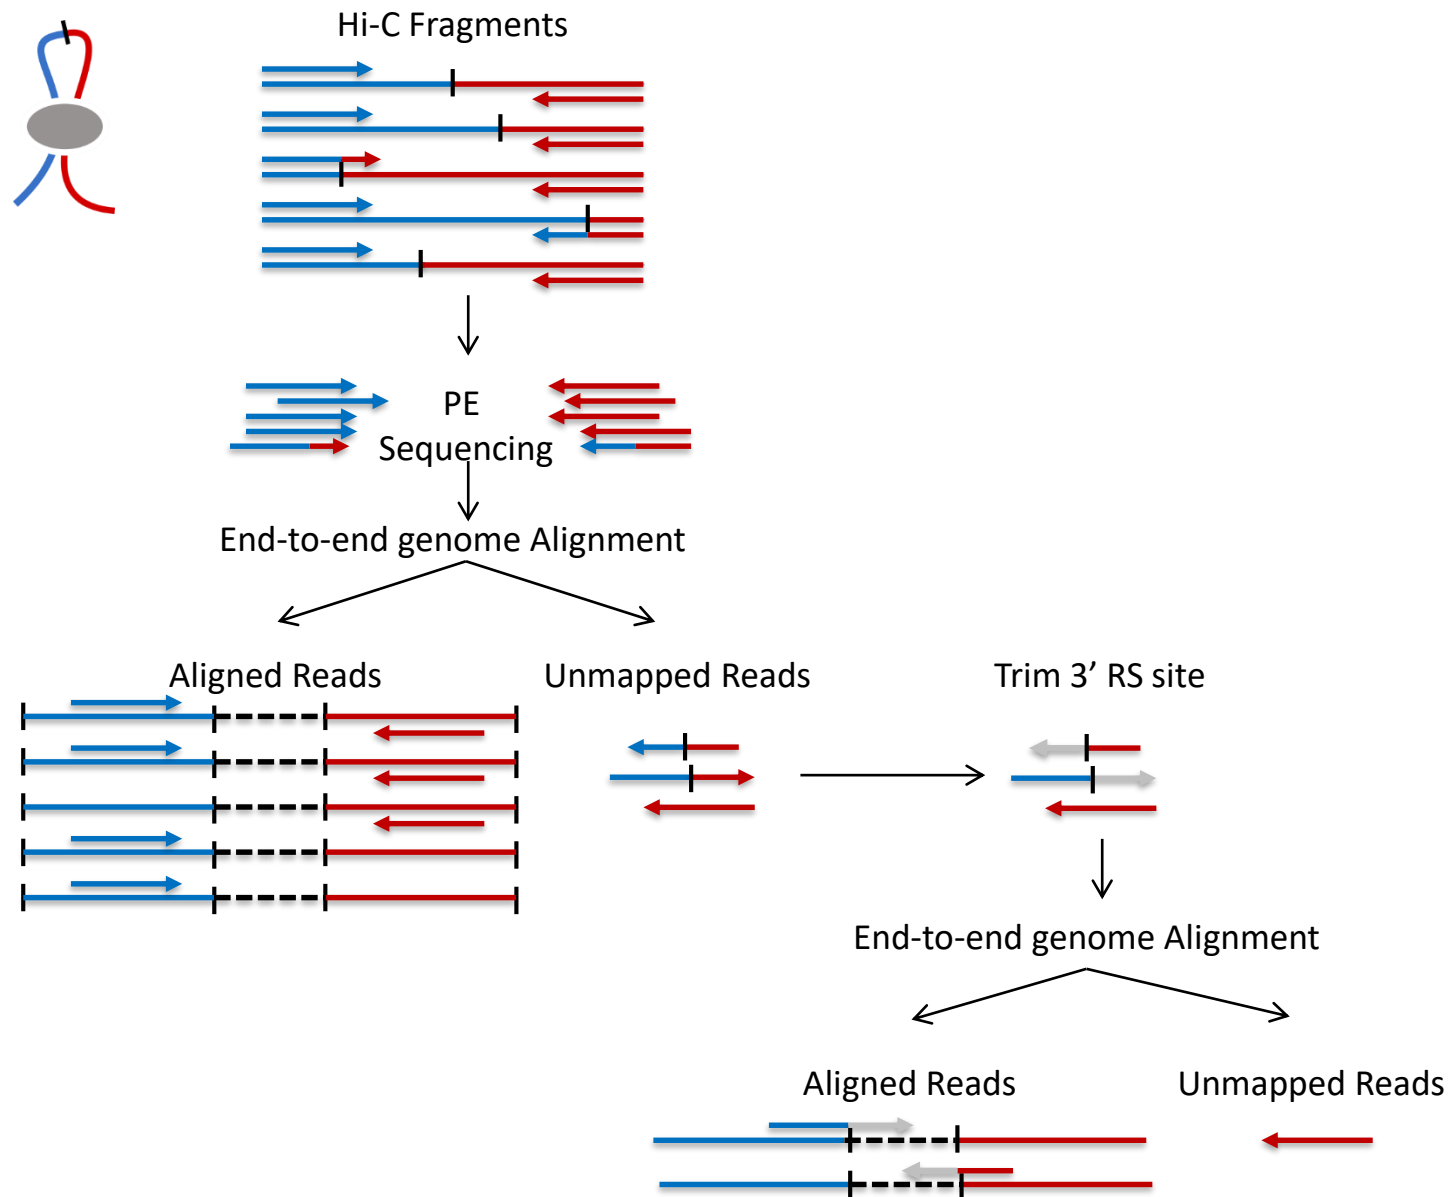 Hi-C Fragments
PE
Sequencing
End-to-end genome Alignment
Aligned Reads
Unmapped Reads
Trim 3’ RS site
End-to-end genome Alignment
Aligned Reads
Unmapped Reads